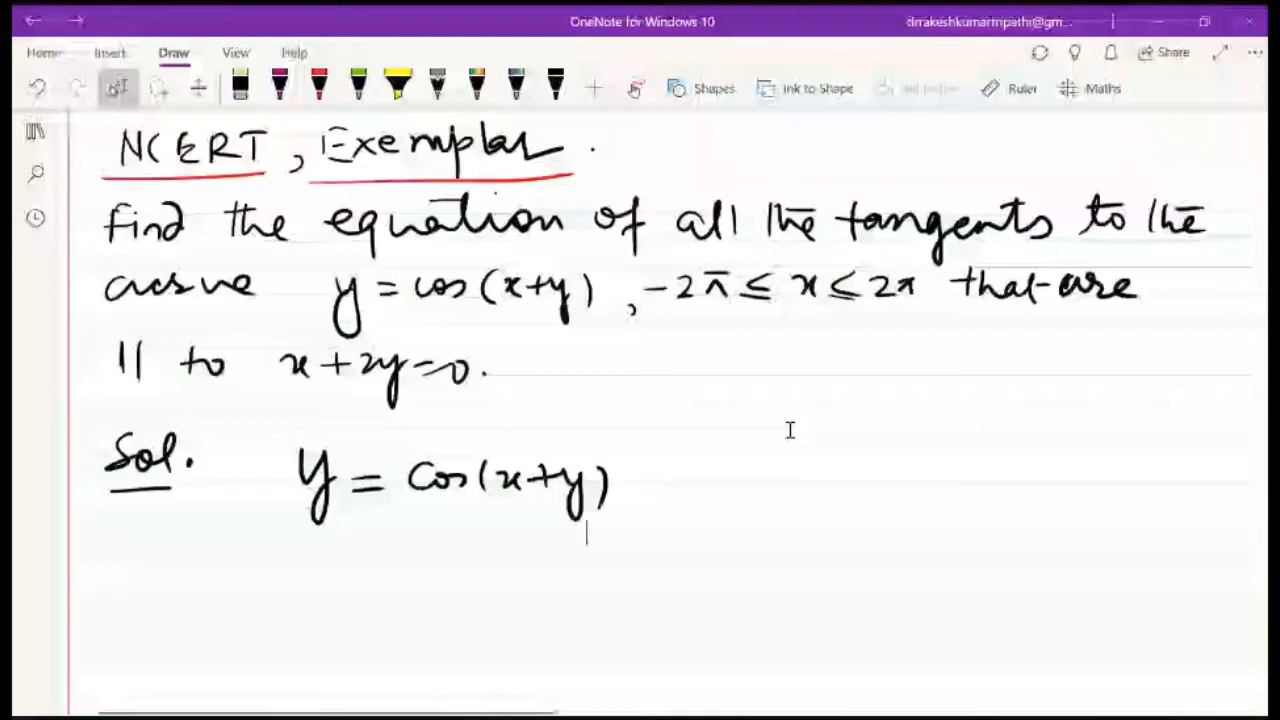 OneNote for Windows 10
drrakeshkumartripathi@gm...
Home Insert Draw View Help
Share
Shapes Ink to Shape Ruler Maths
NCERT, Exemplar.
Find the equation of all the tangents to the
curve y = cos(x+y), -2π ≤ x ≤ 2π that are
|| to x+2y=0.
Sol. y = cos(x+y)